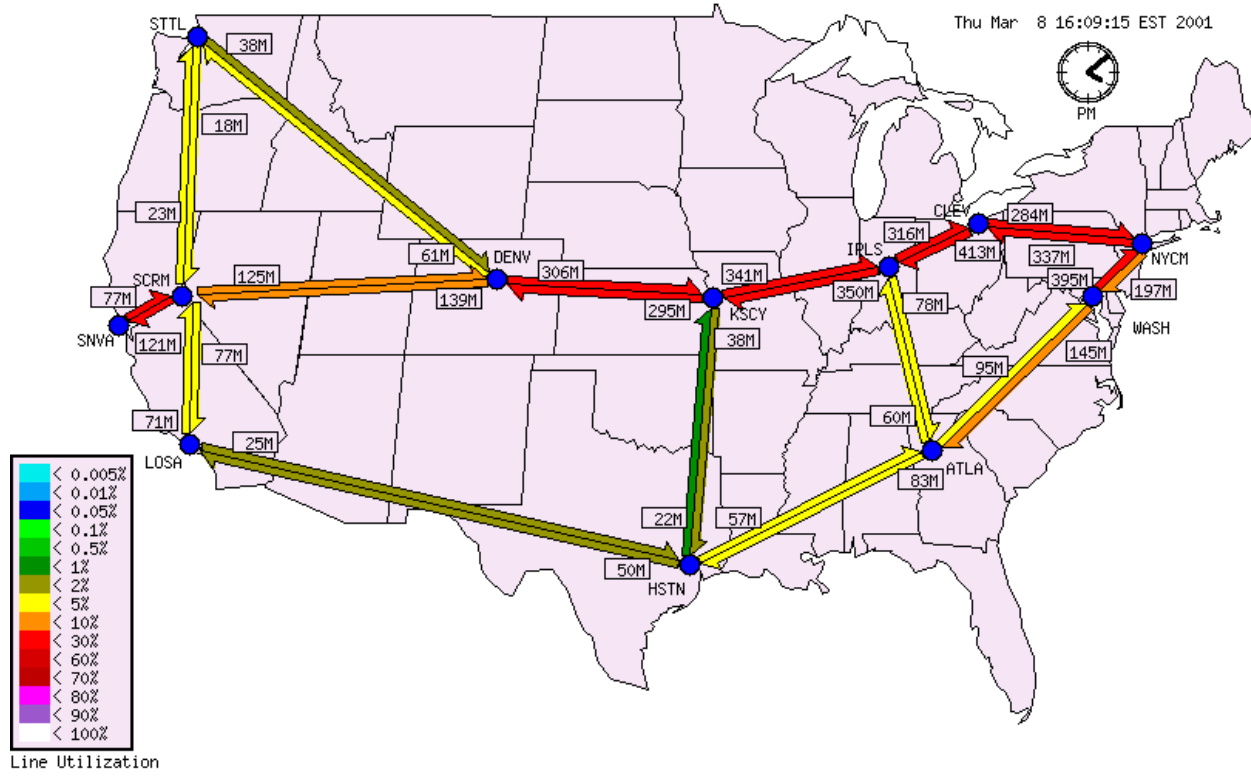 Thu Mar 8 16:09:15 EST 2001
PM
STTL
38M
18M
23M
61M
DENV
SCRM
125M
139M
77M
SNVA
121M
77M
71M
LOSA
25M
306M
295M
341M
KSCY
38M
350M
IPLS
316M
CLEV
413M
284M
337M
NYCM
395M
197M
WASH
145M
78M
95M
60M
ATLA
83M
22M
57M
50M
HSTN
< 0.005%
< 0.01%
< 0.05%
< 0.1%
< 0.5%
< 1%
< 2%
< 5%
< 10%
< 30%
< 60%
< 70%
< 80%
< 90%
< 100%
Line Utilization